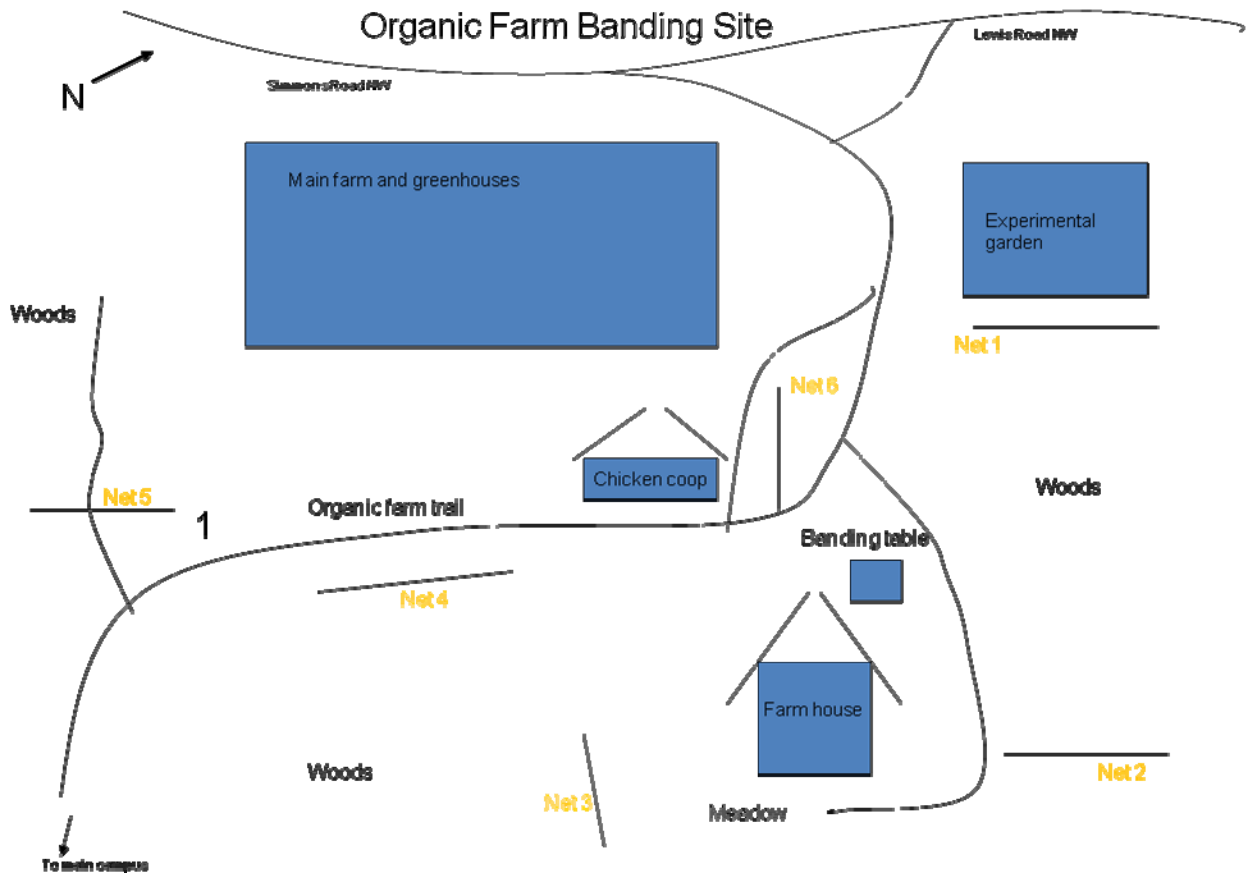 Organic Farm Banding Site
Lewis Road NW
N
Simmons Road NW
Main farm and greenhouses
Experimental
garden
Woods
Net 1
Net 6
Chicken coop
Net 5
1
Organic farm trail
Woods
Banding table
Net 4
Farm house
Woods
Net 2
Net 3
Meadow
To main campus